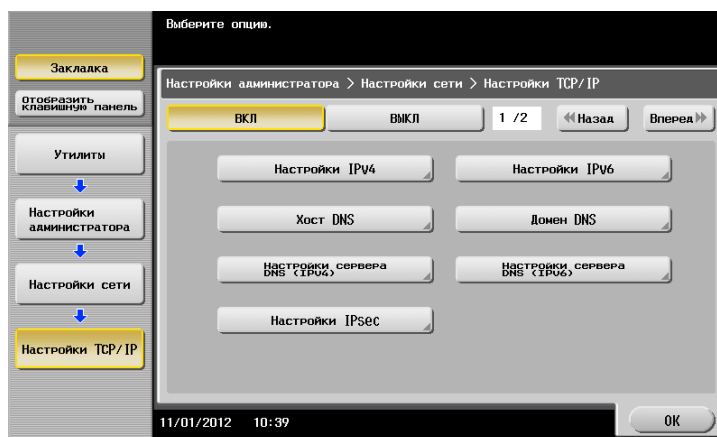 Выберите опцию.
Закладка
Отобразить
клавишную панель
Утилиты
Настройки
администратора
Настройки сети
Настройки TCP/IP
Настройки администратора > Настройки сети > Настройки TCP/IP
ВКЛ
ВЫКЛ
1 /2
Назад
Вперед
Настройки IPv4
Настройки IPv6
Хост DNS
Домен DNS
Настройки сервера
DNS (IPv4)
Настройки сервера
DNS (IPv6)
Настройки IPsec
11/01/2012 10:39
OK